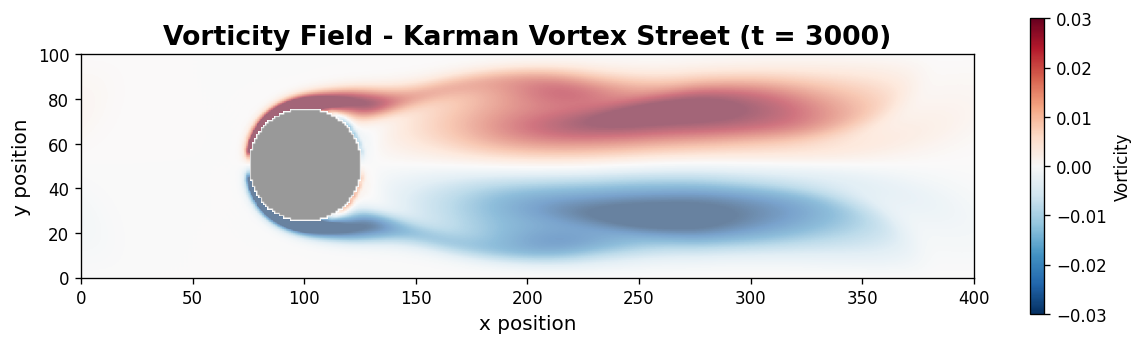 Vorticity Field - Karman Vortex Street (t = 3000)
100
80
60
40
20
0
y position
0 50 100 150 200 250 300 350 400
x position
0.03
0.02
0.01
0.00
−0.01
−0.02
−0.03
Vorticity